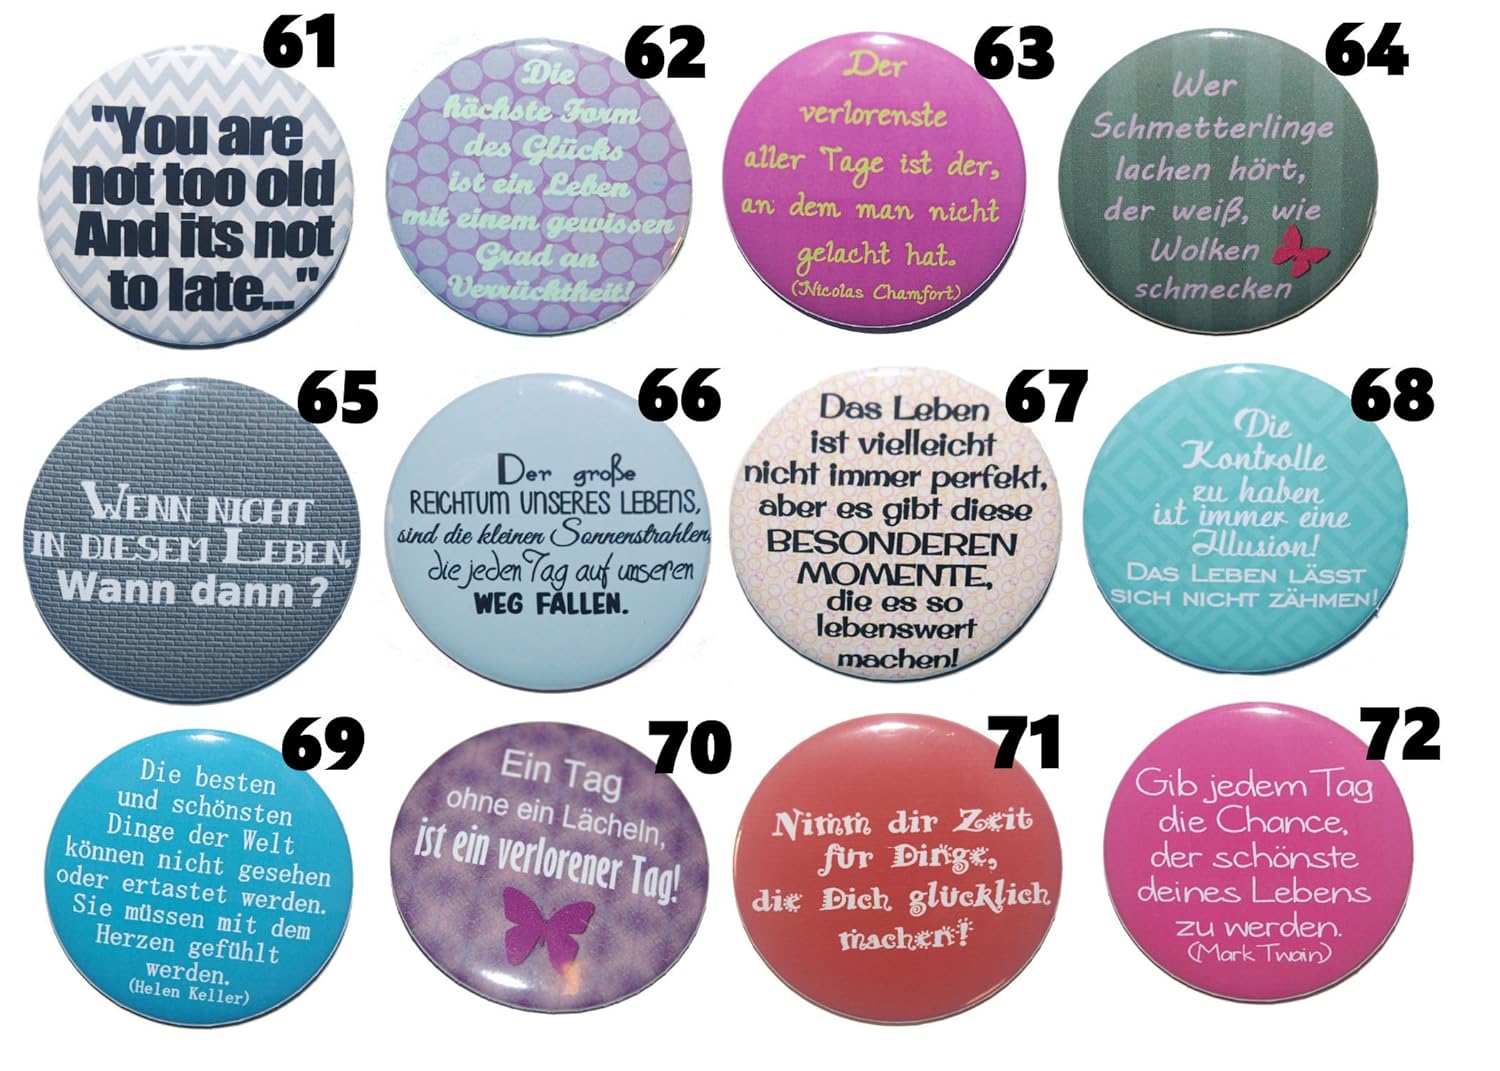 61
"You are
not too old
And its not
to late..."
62
Die
höchste Form
des Glücks
ist ein Leben
mit einem gewissen
Grad an
Verrücktheit!
63
Der
verlorenste
aller Tage ist der,
an dem man nicht
gelacht hat.
(Nicolas Chamfort)
64
Wer
Schmetterlinge
lachen hört,
der weiß, wie
Wolken
schmecken
65
WENN NICHT
IN DIESEM LEBEN,
Wann dann ?
66
Der große
REICHTUM UNSERES LEBENS,
sind die kleinen Sonnenstrahlen,
die jeden Tag auf unseren
WEG FALLEN.
67
Das Leben
ist vielleicht
nicht immer perfekt,
aber es gibt diese
BESONDEREN
MOMENTE,
die es so
lebenswert
machen!
68
Die
Kontrolle
zu haben
ist immer eine
Illusion!
DAS LEBEN LÄSST
SICH NICHT ZÄHMEN!
69
Die besten
und schönsten
Dinge der Welt
können nicht gesehen
oder ertastet werden.
Sie müssen mit dem
Herzen gefühlt
werden.
(Helen Keller)
70
Ein Tag
ohne ein Lächeln,
ist ein verlorener Tag!
71
Nimm dir Zeit
für Dinge,
die Dich glücklich
machen!
72
Gib jedem Tag
die Chance,
der schönste
deines Lebens
zu werden.
(Mark Twain)